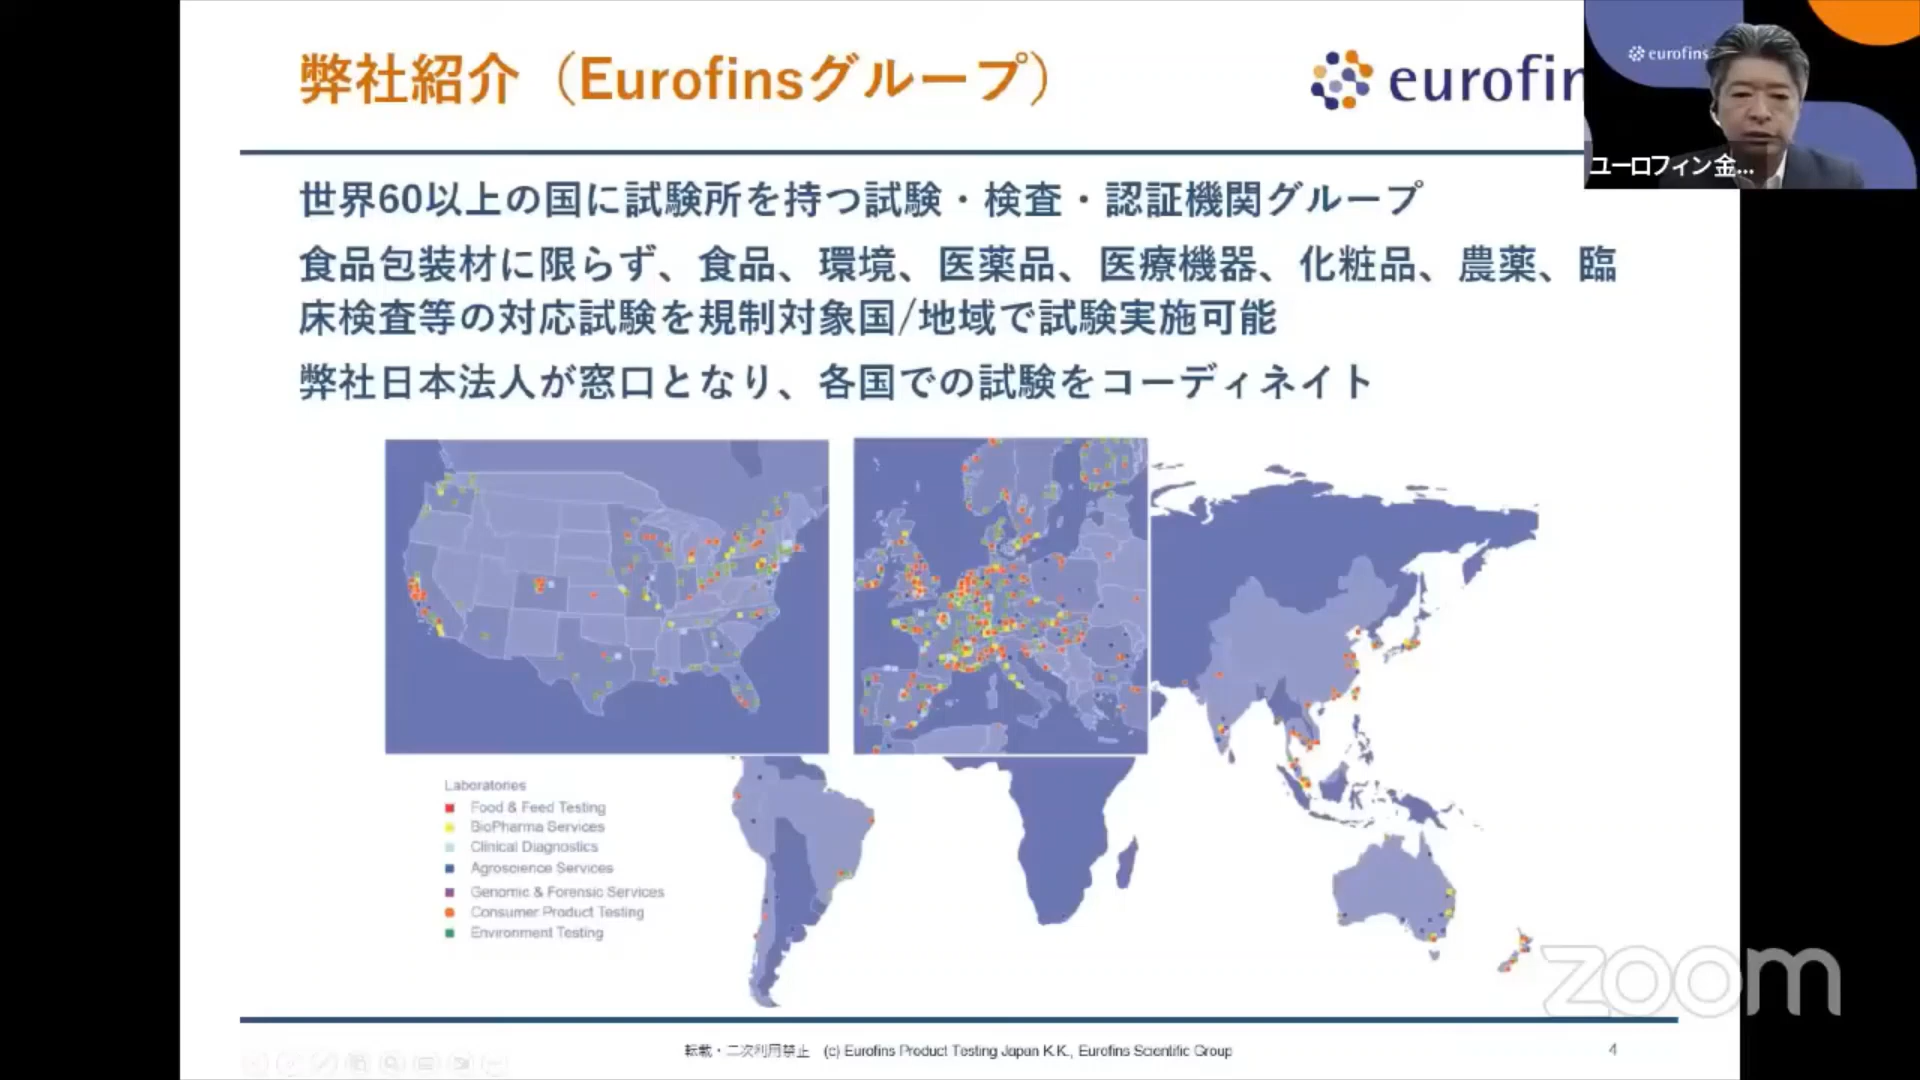 弊社紹介（Eurofinsグループ）
eurofin
eurofins
ユーロフィン金...
世界60以上の国に試験所を持つ試験・検査・認証機関グループ
食品包装材に限らず、食品、環境、医薬品、医療機器、化粧品、農薬、臨
床検査等の対応試験を規制対象国/地域で試験実施可能
弊社日本法人が窓口となり、各国での試験をコーディネイト
Laboratories
Food & Feed Testing
BioPharma Services
Clinical Diagnostics
Agroscience Services
Genomic & Forensic Services
Consumer Product Testing
Environment Testing
zoom
転載・二次利用禁止 (c) Eurofins Product Testing Japan K.K., Eurofins Scientific Group
4